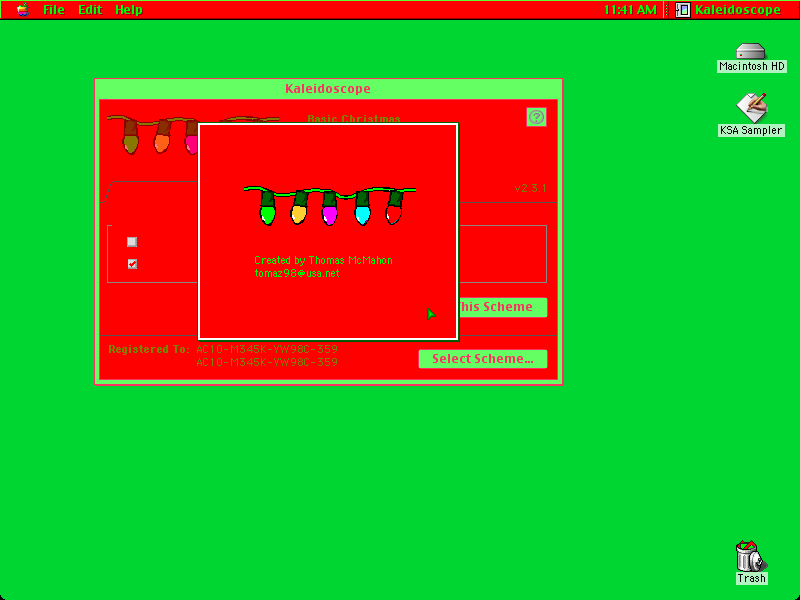 File Edit Help
11:41 AM
Kaleidoscope
Macintosh HD
KSA Sampler
Kaleidoscope
Basic Christmas
v2.3.1
Created by Thomas McMahon
tomaz98@usa.net
his Scheme
Registered To: AC10-M345K-YW98C-359
AC10-M345K-YW98C-359
Select Scheme...
Trash